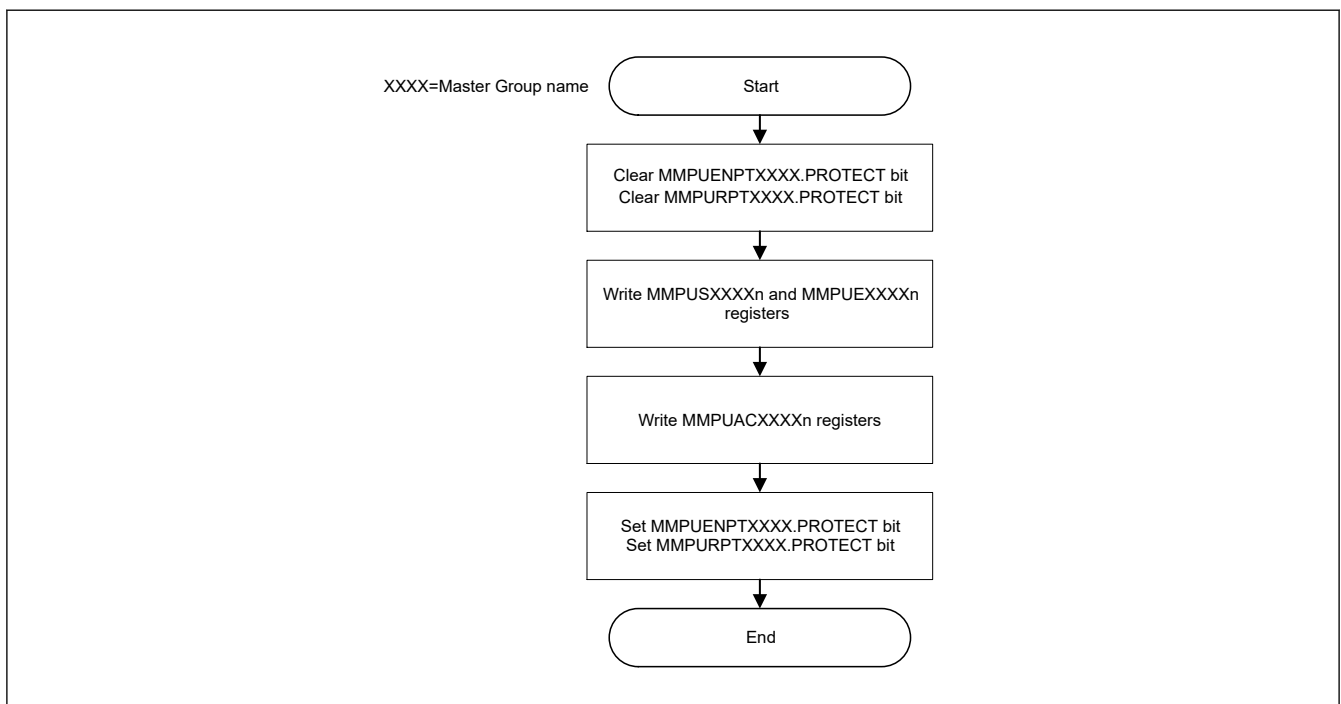 XXXX=Master Group name
Start
Clear MMPUENPTXXXX.PROTECT bit
Clear MMPURPTXXXX.PROTECT bit
Write MMPUSXXXXn and MMPUEXXXXn
registers
Write MMPUACXXXXn registers
Set MMPUENPTXXXX.PROTECT bit
Set MMPURPTXXXX.PROTECT bit
End